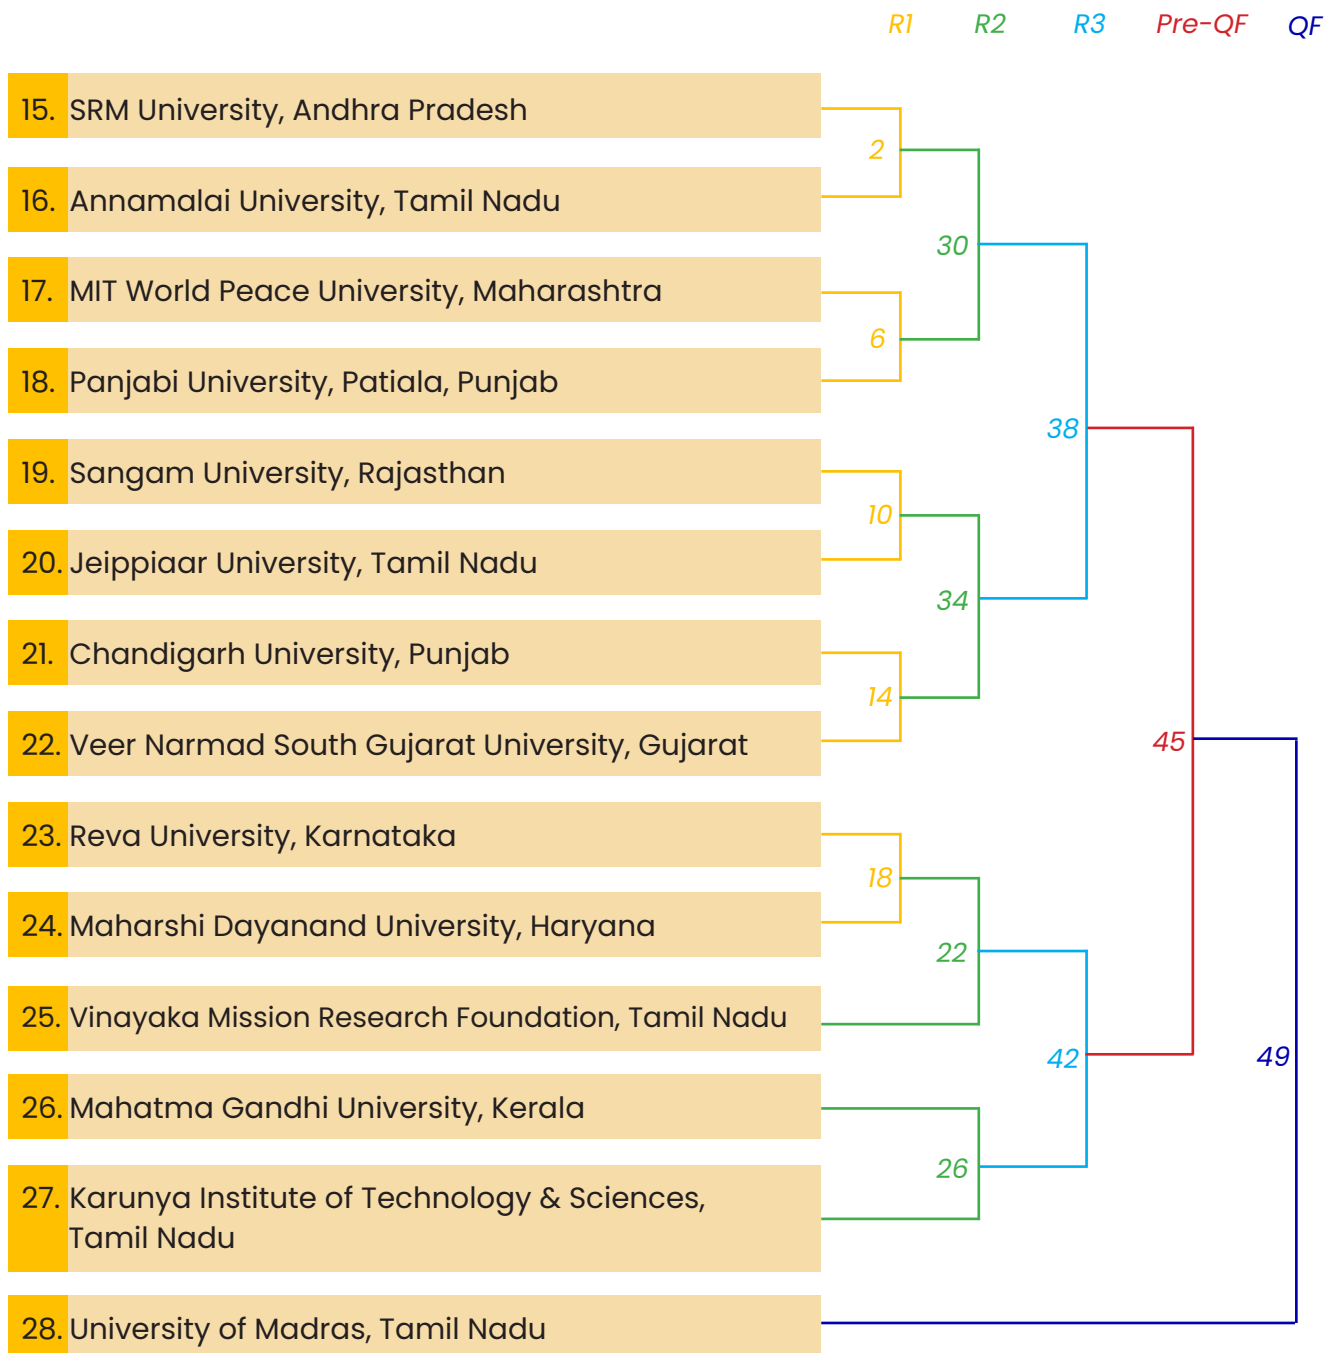 R1 R2 R3 Pre-QF QF
15. SRM University, Andhra Pradesh
2
16. Annamalai University, Tamil Nadu
30
17. MIT World Peace University, Maharashtra
6
18. Panjabi University, Patiala, Punjab
38
19. Sangam University, Rajasthan
10
20. Jeippiaar University, Tamil Nadu
34
21. Chandigarh University, Punjab
14
22. Veer Narmad South Gujarat University, Gujarat
45
23. Reva University, Karnataka
18
24. Maharshi Dayanand University, Haryana
22
25. Vinayaka Mission Research Foundation, Tamil Nadu
42
49
26. Mahatma Gandhi University, Kerala
26
27. Karunya Institute of Technology & Sciences,
Tamil Nadu
28. University of Madras, Tamil Nadu